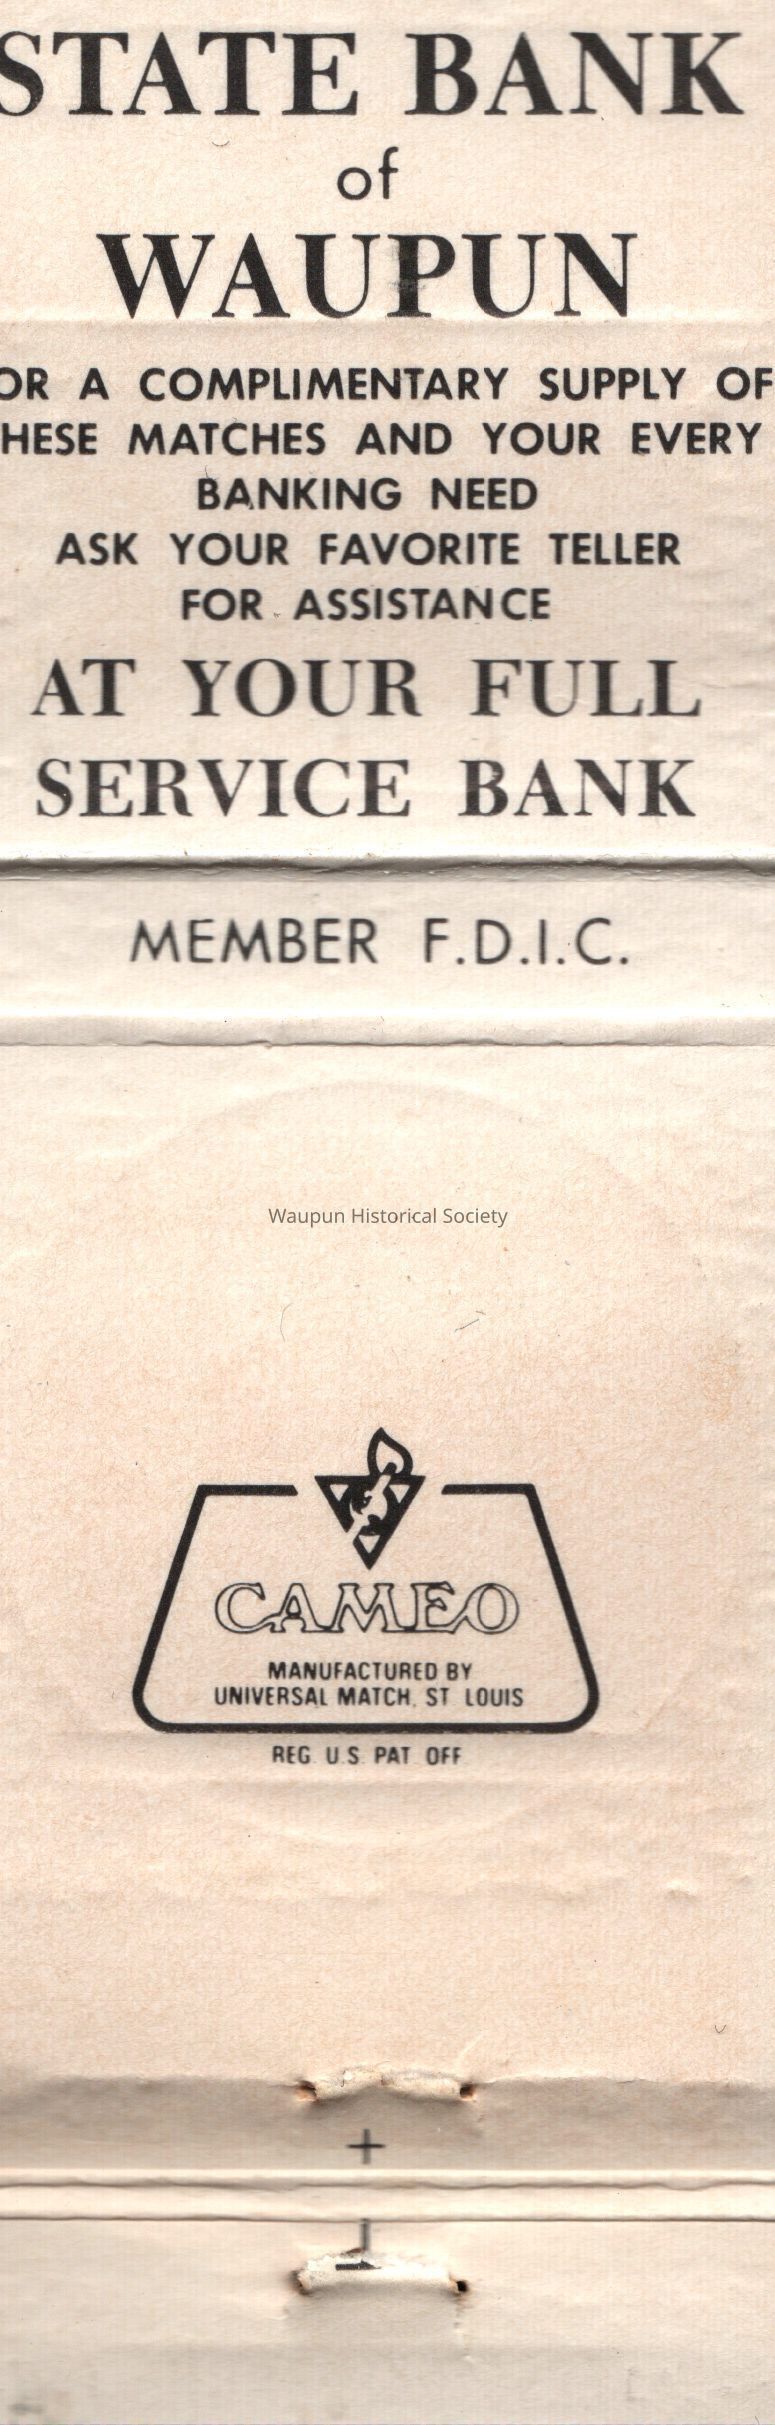 STATE BANK
of
WAUPUN
OR A COMPLIMENTARY SUPPLY OF
HESE MATCHES AND YOUR EVERY
BANKING NEED
ASK YOUR FAVORITE TELLER
FOR ASSISTANCE
AT YOUR FULL
SERVICE BANK
MEMBER F.D.I.C.
Waupun Historical Society
CAMEO
MANUFACTURED BY
UNIVERSAL MATCH, ST LOUIS
REG. U.S. PAT. OFF.